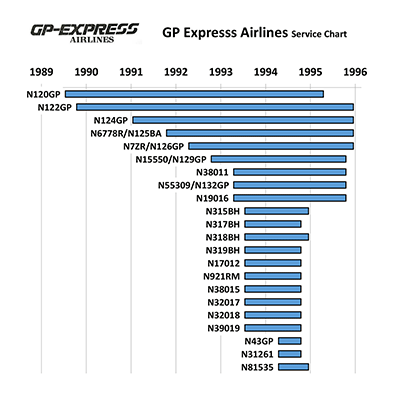 GP-EXPRESS
AIRLINES
GP Expresss Airlines Service Chart
1989 1990 1991 1992 1993 1994 1995 1996
N120GP
N122GP
N124GP
N6778R/N125BA
N7ZR/N126GP
N15550/N129GP
N38011
N55309/N132GP
N19016
N315BH
N317BH
N318BH
N319BH
N17012
N921RM
N38015
N32017
N32018
N39019
N43GP
N31261
N81535